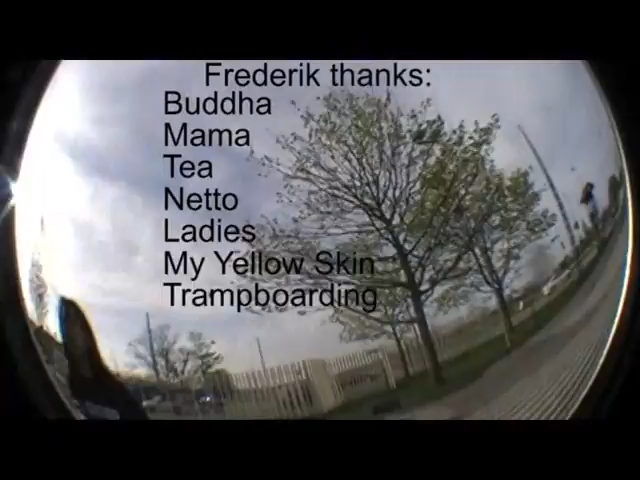 Frederik thanks:
Buddha
Mama
Tea
Netto
Ladies
My Yellow Skin
Trampboarding